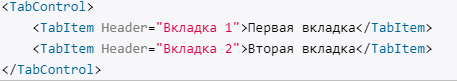 <TabControl>
    <TabItem Header="Вкладка 1">Первая вкладка</TabItem>
    <TabItem Header="Вкладка 2">Вторая вкладка</TabItem>
</TabControl>